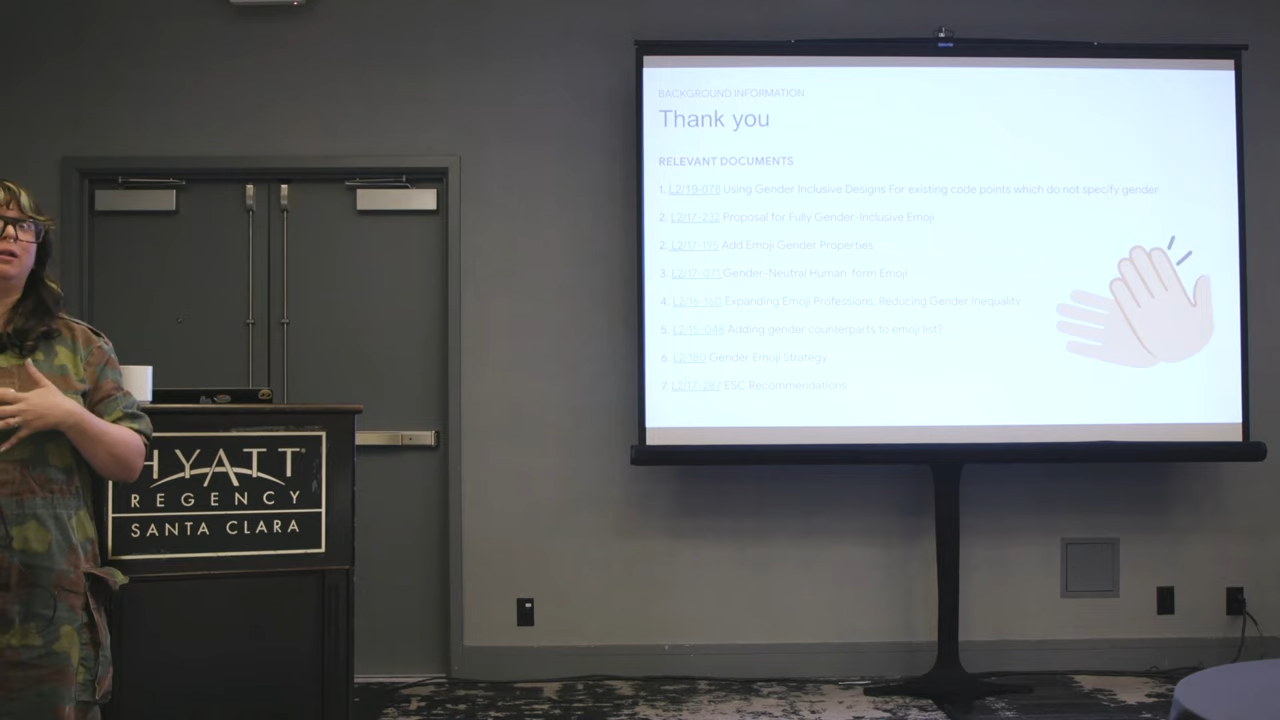 BACKGROUND INFORMATION
Thank you
RELEVANT DOCUMENTS
1. L2/19-078 Using Gender Inclusive Designs For existing code points which do not specify gender
2. L2/17-232 Proposal for Fully Gender-Inclusive Emoji
2. L2/17-195 Add Emoji Gender Properties
3. L2/17-071 Gender-Neutral Human-form Emoji
4. L2/16-160 Expanding Emoji Professions: Reducing Gender Inequality
5. L2/15-048 Adding gender counterparts to emoji list?
6. L2/180 Gender Emoji Strategy
7. L2/17-287 ESC Recommendations
HYATT
REGENCY
SANTA CLARA